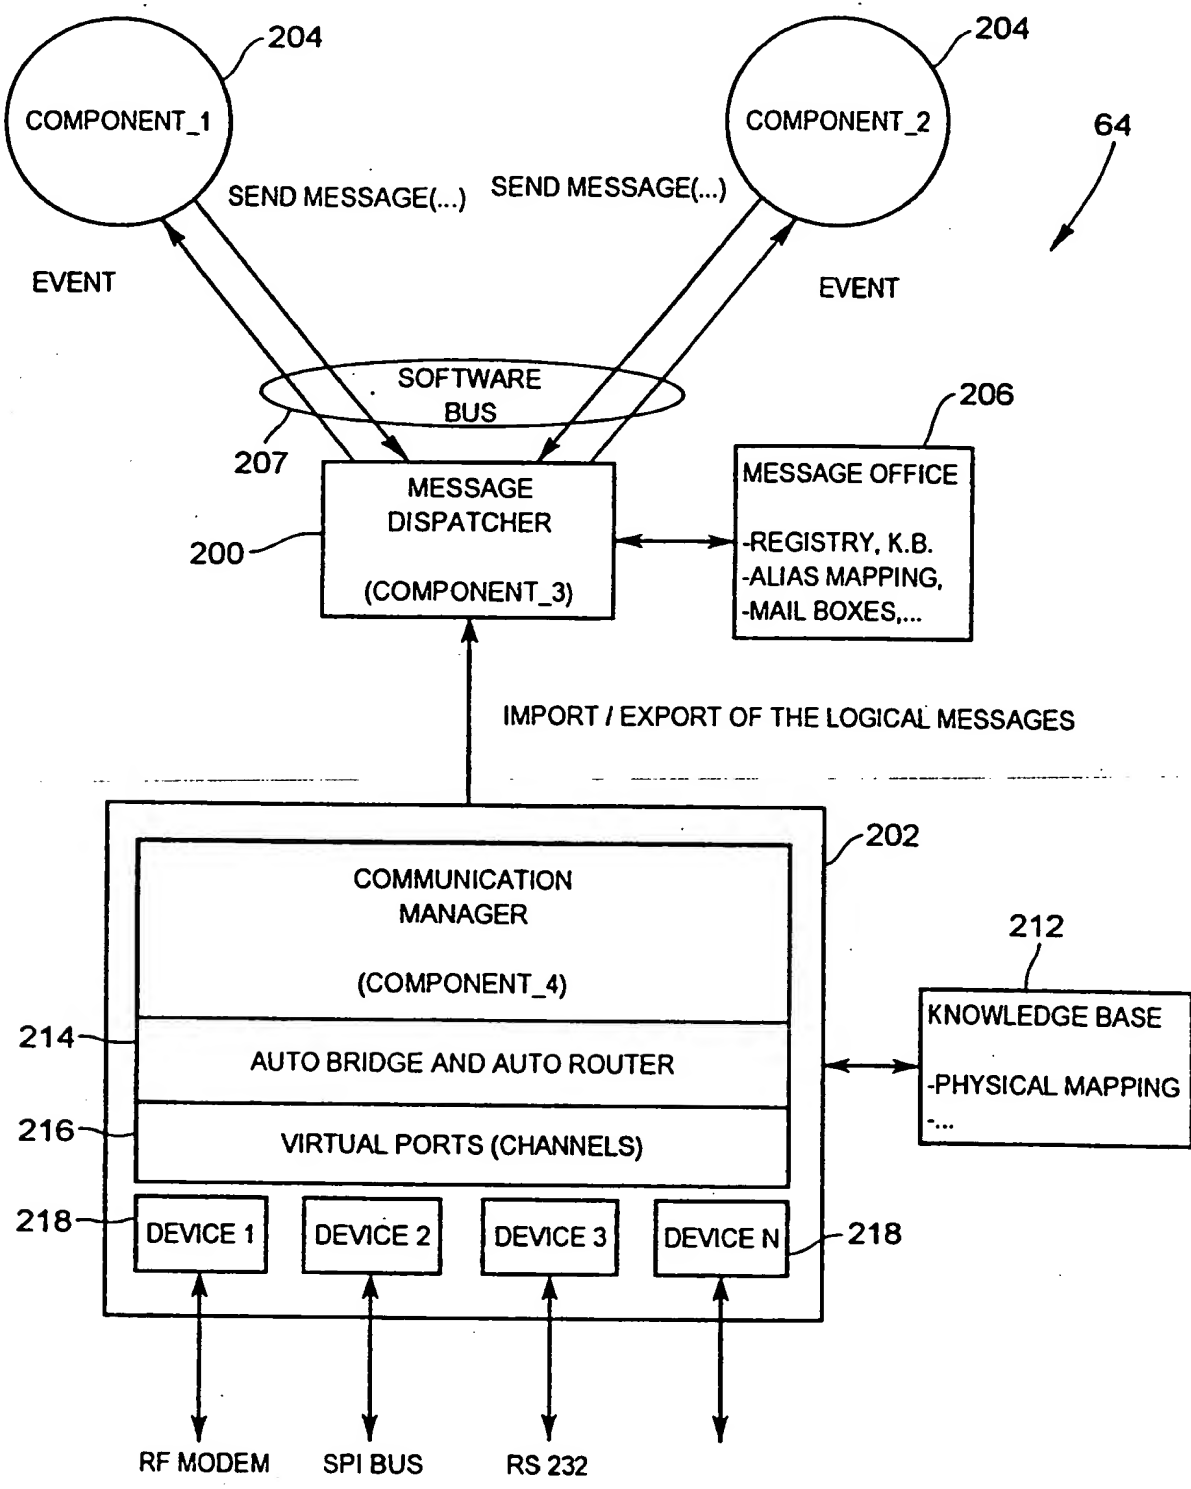 204
204
COMPONENT_1
COMPONENT_2
64
SEND MESSAGE(...)
SEND MESSAGE(...)
EVENT
EVENT
SOFTWARE
BUS
207
206
MESSAGE
DISPATCHER
(COMPONENT_3)
200
MESSAGE OFFICE
-REGISTRY, K.B.
-ALIAS MAPPING,
-MAIL BOXES,...
IMPORT / EXPORT OF THE LOGICAL MESSAGES
202
COMMUNICATION
MANAGER
(COMPONENT_4)
212
KNOWLEDGE BASE
-PHYSICAL MAPPING
-...
214
AUTO BRIDGE AND AUTO ROUTER
216
VIRTUAL PORTS (CHANNELS)
218
DEVICE 1
DEVICE 2
DEVICE 3
DEVICE N
218
RF MODEM
SPI BUS
RS 232